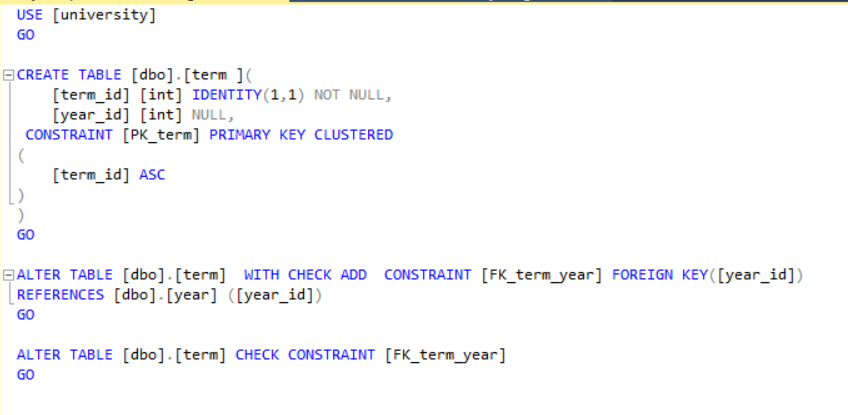 USE [university]
GO
CREATE TABLE [dbo].[term ](
[term_id] [int] IDENTITY(1,1) NOT NULL,
[year_id] [int] NULL,
CONSTRAINT [PK_term] PRIMARY KEY CLUSTERED
(
[term_id] ASC
)
)
GO
ALTER TABLE [dbo].[term]  WITH CHECK ADD  CONSTRAINT [FK_term_year] FOREIGN KEY([year_id])
REFERENCES [dbo].[year] ([year_id])
GO
ALTER TABLE [dbo].[term] CHECK CONSTRAINT [FK_term_year]
GO